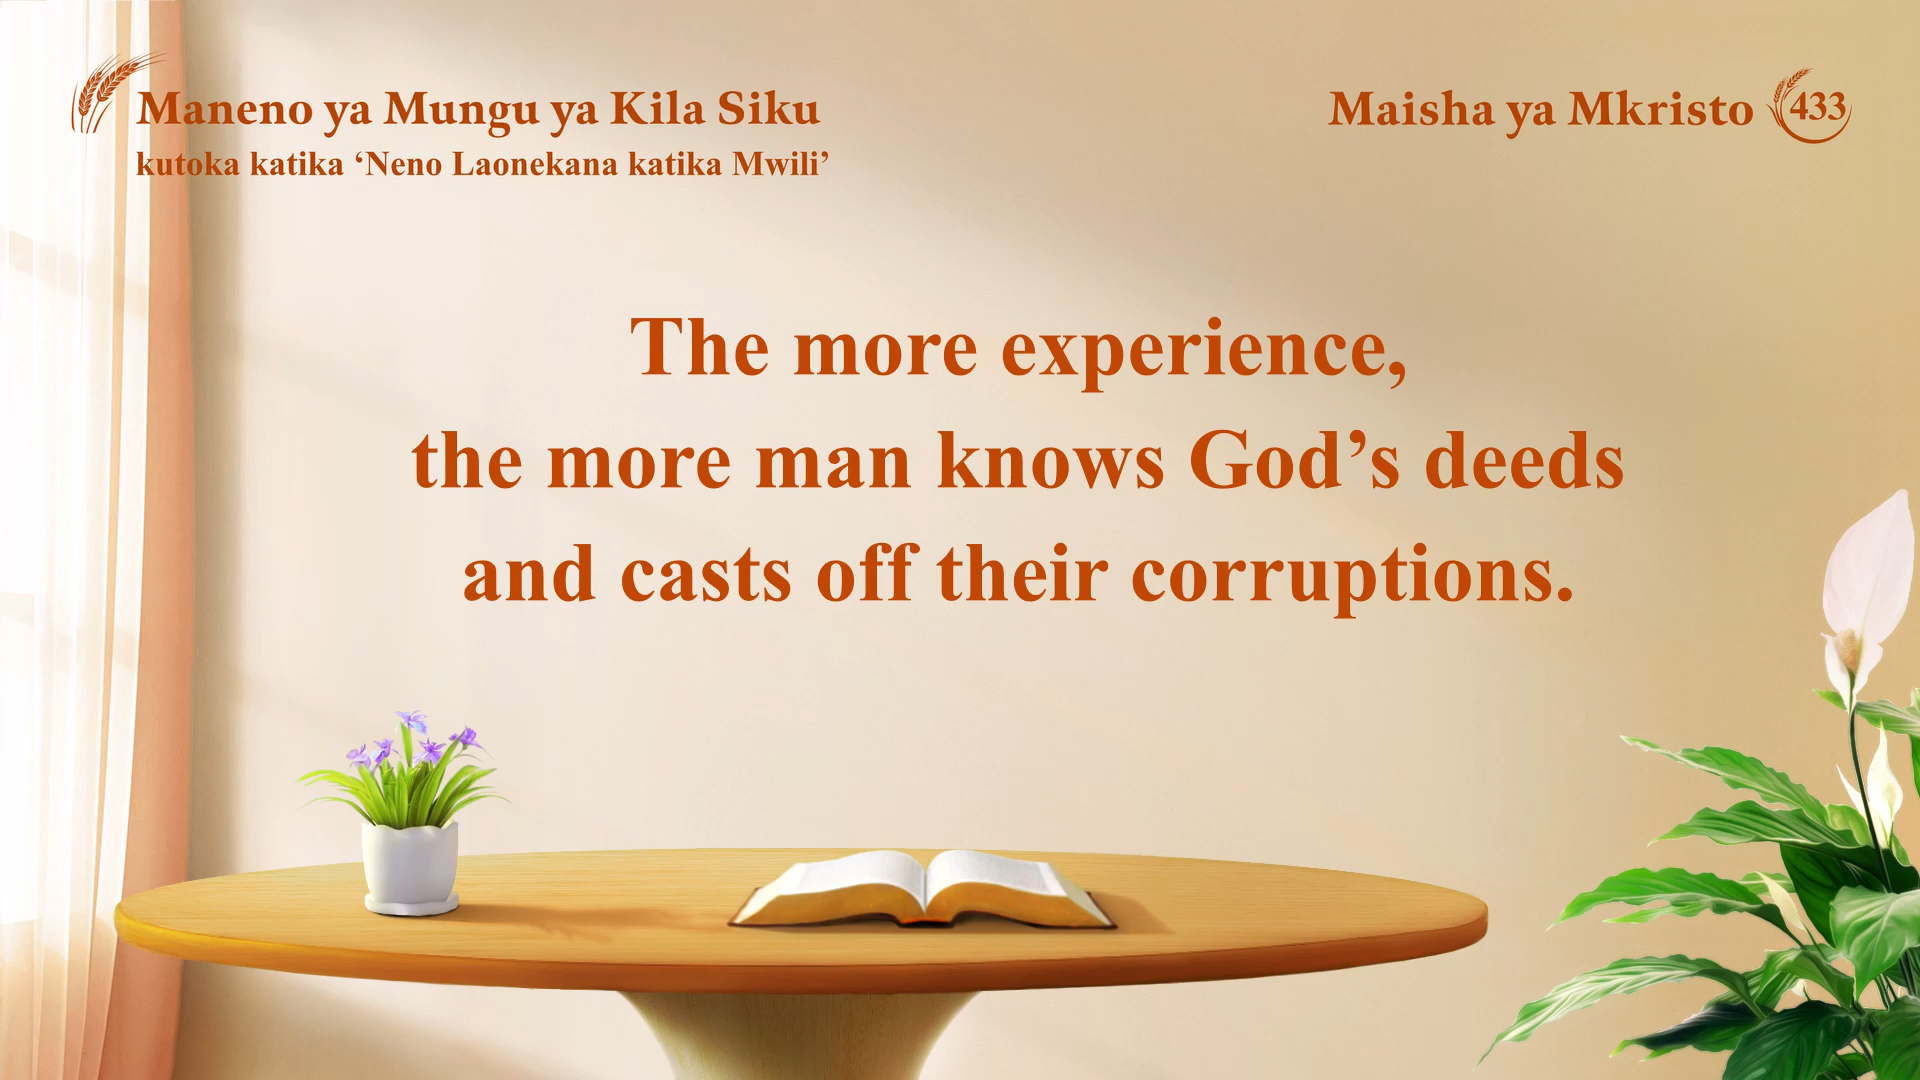 Maneno ya Mungu ya Kila Siku
kutoka katika ‘Neno Laonekana katika Mwili’
Maisha ya Mkristo 433
The more experience,
the more man knows God’s deeds
and casts off their corruptions.